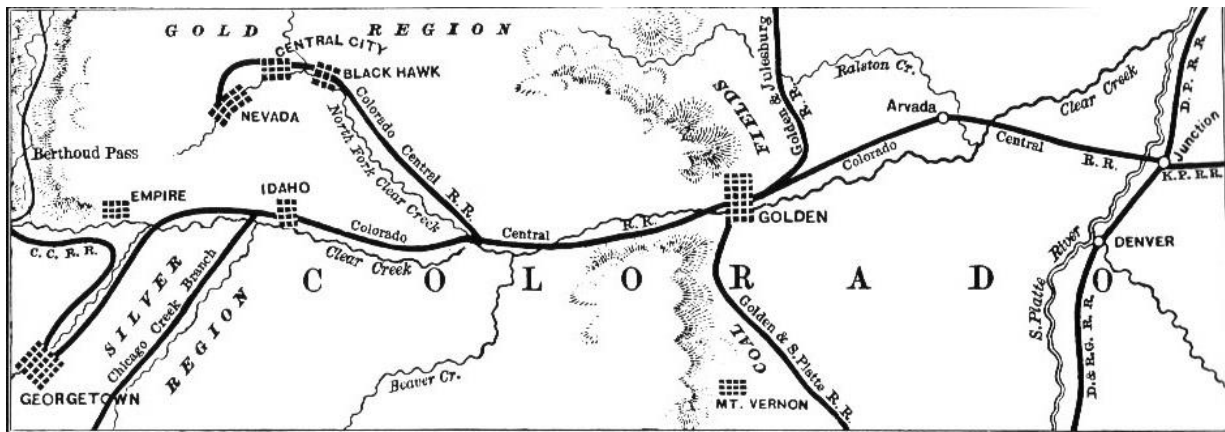 GOLD REGION
CENTRAL CITY
BLACK HAWK
NEVADA
North Fork Clear Creek
Colorado Central R.R.
Berthoud Pass
EMPIRE
IDAHO
C. C. R. R.
Colorado Central R.R.
Clear Creek
SILVER REGION
Chicago Creek Branch
GEORGETOWN
Beaver Cr.
COLORADO
COAL FIELDS
Golden & Julesburg R.R.
Ralston Cr.
Arvada
Clear Creek
Colorado Central R.R.
GOLDEN
Golden & S. Platte R.R.
MT. VERNON
D. P. R. R.
Junction
K. P. R. R.
DENVER
S. Platte River
D. & R.G. R. R.